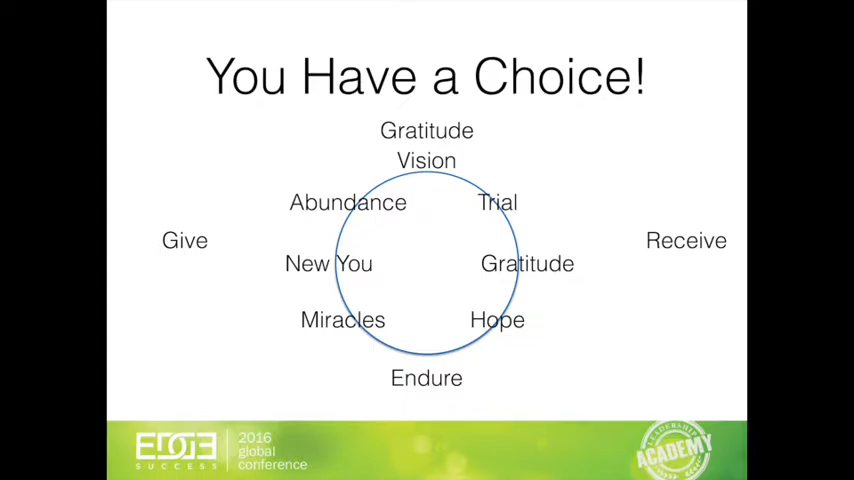 You Have a Choice!
Gratitude
Vision
Abundance Trial
Give Receive
New You Gratitude
Miracles Hope
Endure
EDGE
SUCCESS
2016
global
conference
LEADERSHIP
ACADEMY